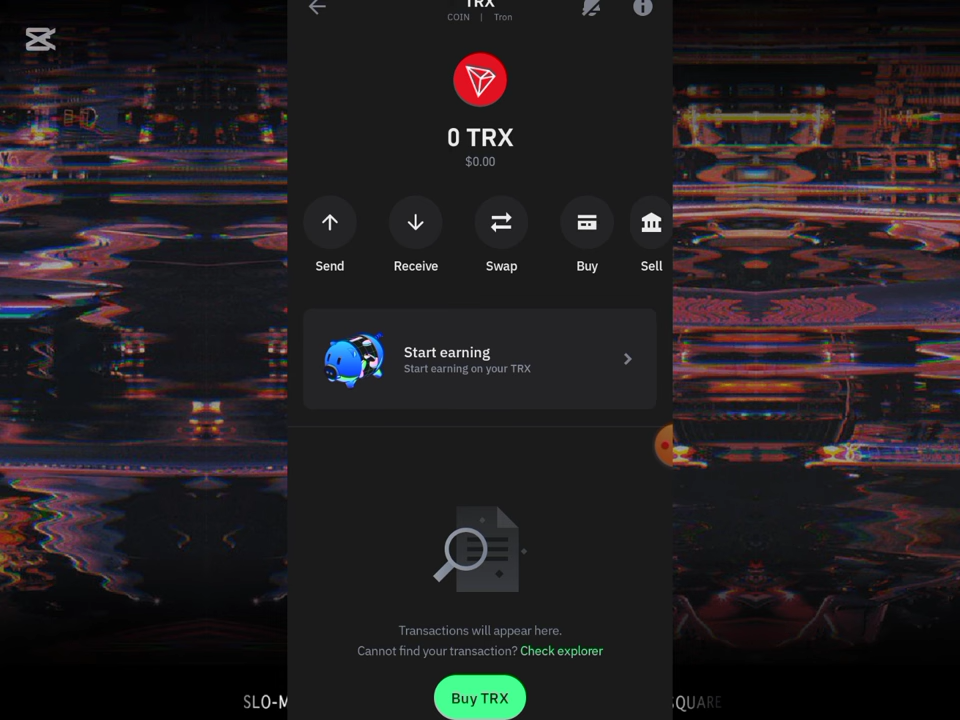 TRX
COIN | Tron
0 TRX
$0.00
Send
Receive
Swap
Buy
Sell
Start earning
Start earning on your TRX
Transactions will appear here.
Cannot find your transaction? Check explorer
Buy TRX
SLO-M
SQUARE